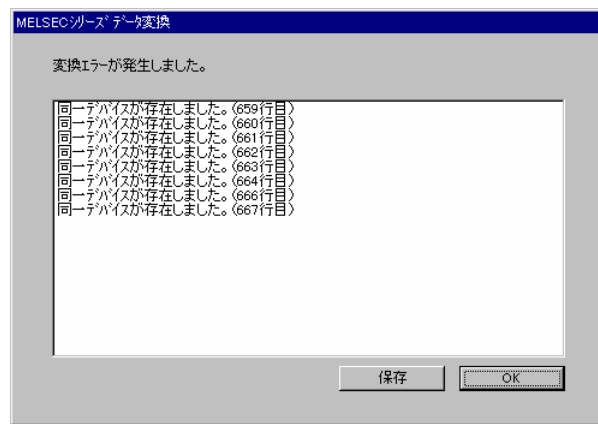 MELSECｼﾘｰｽﾞ ﾃﾞｰﾀ変換
変換ｴﾗｰが発生しました。
同一ﾃﾞﾊﾞｲｽが存在しました。(659行目)
同一ﾃﾞﾊﾞｲｽが存在しました。(660行目)
同一ﾃﾞﾊﾞｲｽが存在しました。(661行目)
同一ﾃﾞﾊﾞｲｽが存在しました。(662行目)
同一ﾃﾞﾊﾞｲｽが存在しました。(663行目)
同一ﾃﾞﾊﾞｲｽが存在しました。(664行目)
同一ﾃﾞﾊﾞｲｽが存在しました。(666行目)
同一ﾃﾞﾊﾞｲｽが存在しました。(667行目)
保存
OK